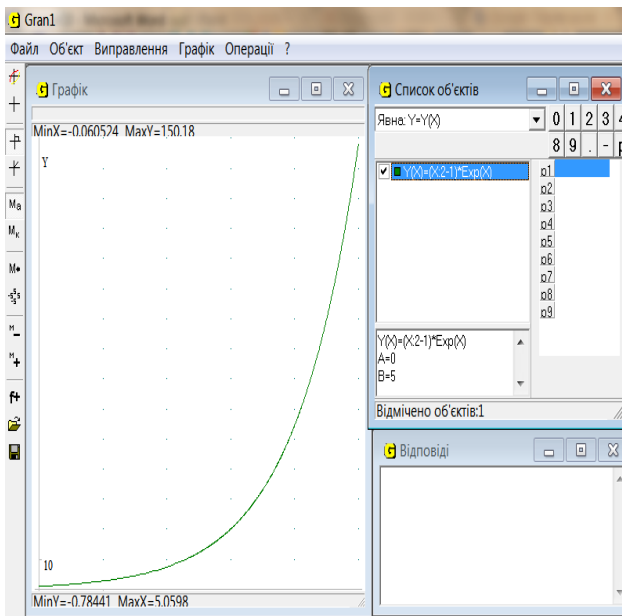 Gran1
Файл Об'єкт Виправлення Графік Операції ?
Графік
MinX=-0.060524 MaxY=150.18
Y
10
MinY=-0.78441 MaxX=5.0598
Список об'єктів
Явна: Y=Y(X)
0 1 2 3 4
8 9 . -
Y(X)=(X:2-1)*Exp(X)
p1
p2
p3
p4
p5
p6
p7
p8
p9
Y(X)=(X:2-1)*Exp(X)
A=0
B=5
Відмічено об'єктів:1
Відповіді
Mа
Mк
M
M
M+
f+